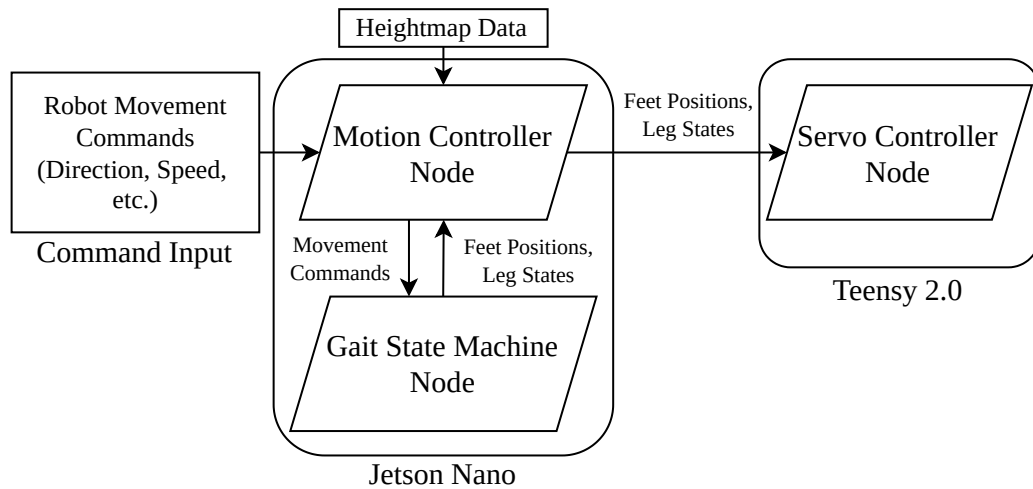 Heightmap Data
Robot Movement
Commands
(Direction, Speed,
etc.)
Command Input
Motion Controller
Node
Movement
Commands
Feet Positions,
Leg States
Gait State Machine
Node
Jetson Nano
Feet Positions,
Leg States
Servo Controller
Node
Teensy 2.0